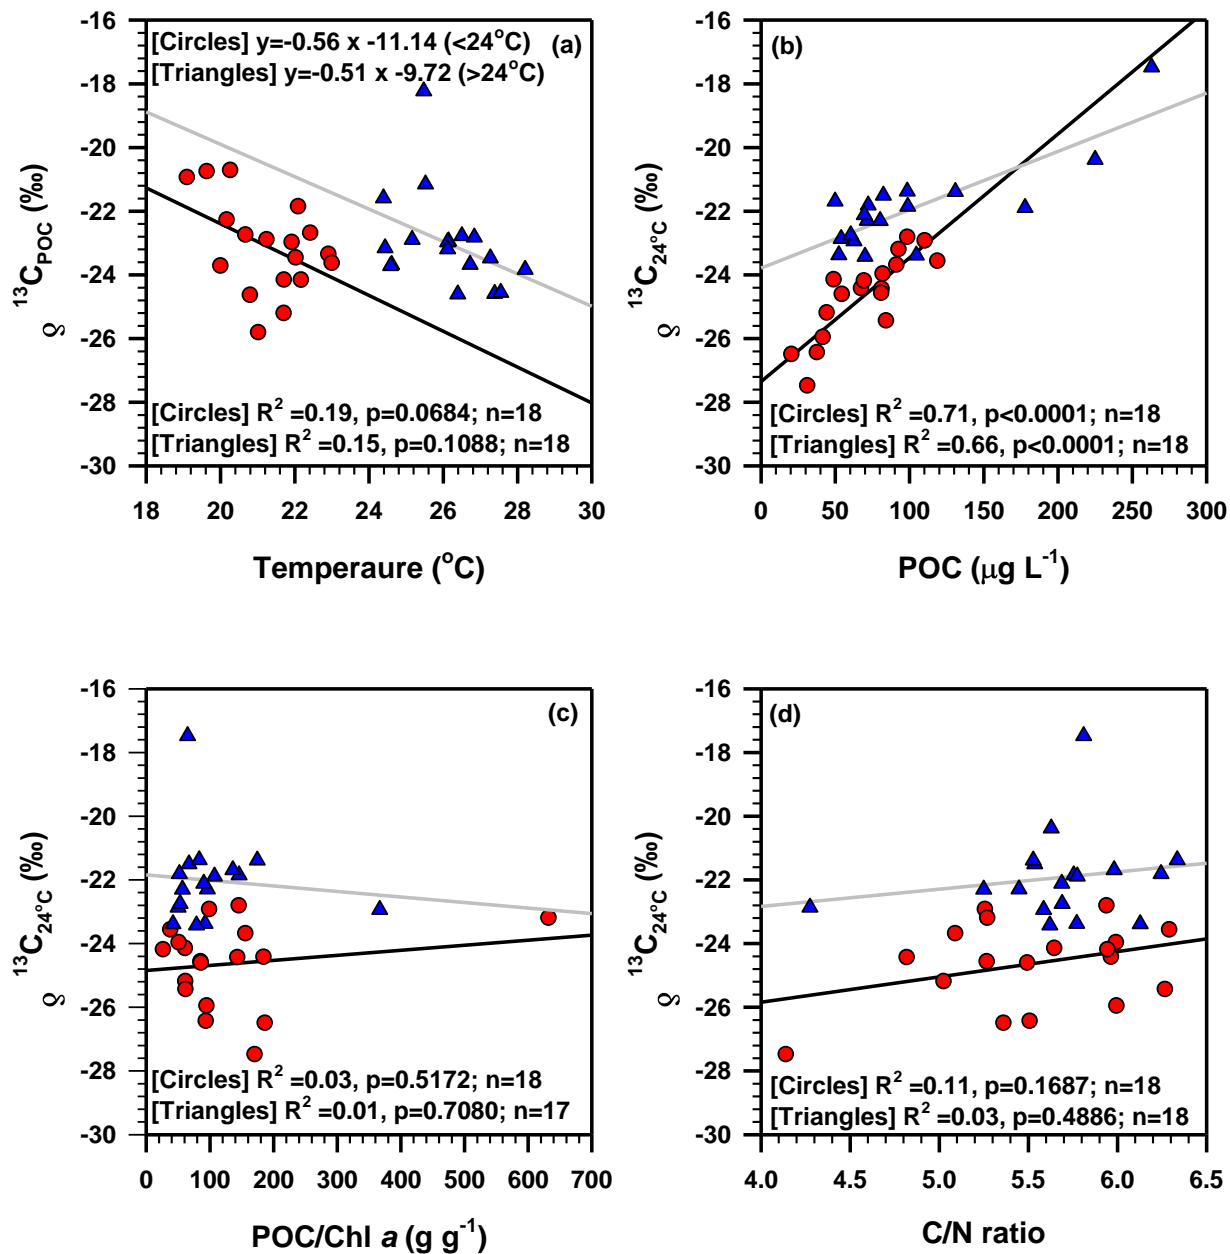 [Circles] y=-0.56 x -11.14 (<24°C) (a)
[Triangles] y=-0.51 x -9.72 (>24°C)
-16
-18
-20
-22
-24
-26
-28
-30
δ ¹³C_POC (‰)
[Circles] R² =0.19, p=0.0684; n=18
[Triangles] R² =0.15, p=0.1088; n=18
18 20 22 24 26 28 30
Temperaure (°C)
(b)
-16
-18
-20
-22
-24
-26
-28
-30
δ ¹³C_24°C (‰)
[Circles] R² =0.71, p<0.0001; n=18
[Triangles] R² =0.66, p<0.0001; n=18
0 50 100 150 200 250 300
POC (μg L⁻¹)
(c)
-16
-18
-20
-22
-24
-26
-28
-30
δ ¹³C_24°C (‰)
[Circles] R² =0.03, p=0.5172; n=18
[Triangles] R² =0.01, p=0.7080; n=17
0 100 200 300 400 500 600 700
POC/Chl a (g g⁻¹)
(d)
-16
-18
-20
-22
-24
-26
-28
-30
δ ¹³C_24°C (‰)
[Circles] R² =0.11, p=0.1687; n=18
[Triangles] R² =0.03, p=0.4886; n=18
4.0 4.5 5.0 5.5 6.0 6.5
C/N ratio